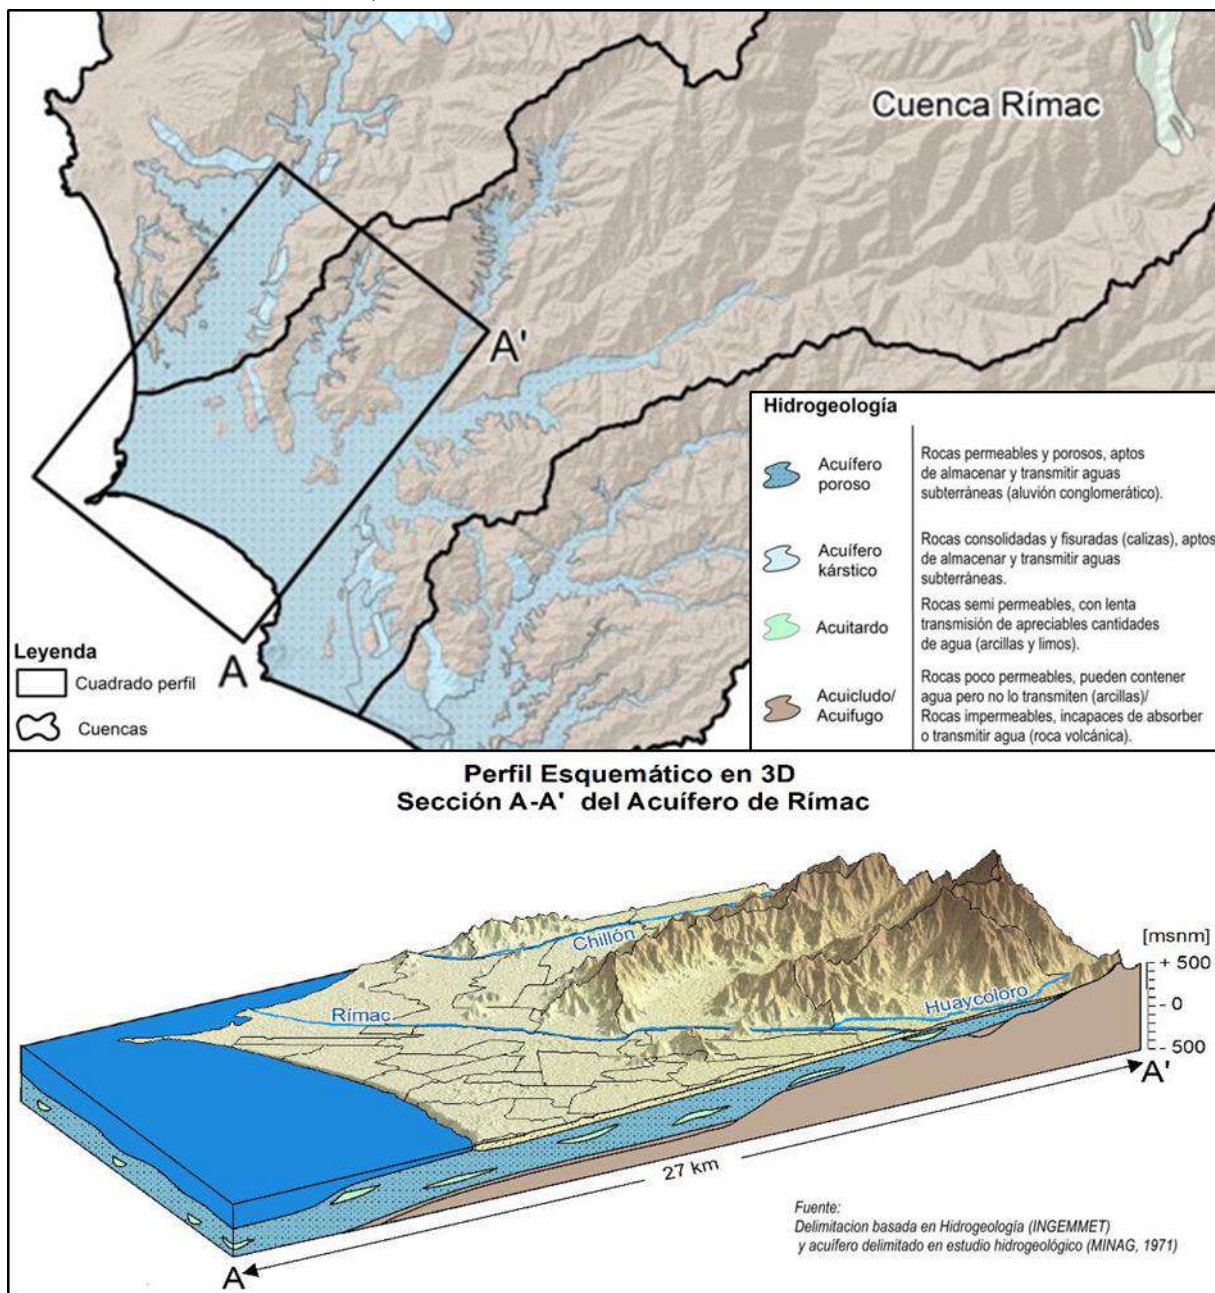 Cuenca Rímac
A'
A
Leyenda
Cuadrado perfil
Cuencas
Hidrogeología
Acuífero
poroso
Rocas permeables y porosos, aptos
de almacenar y transmitir aguas
subterráneas (aluvión conglomerático).
Acuífero
kárstico
Rocas consolidadas y fisuradas (calizas), aptos
de almacenar y transmitir aguas
subterráneas.
Acuitardo
Rocas semi permeables, con lenta
transmisión de apreciables cantidades
de agua (arcillas y limos).
Acuicludo/
Acuifugo
Rocas poco permeables, pueden contener
agua pero no lo transmiten (arcillas)/
Rocas impermeables, incapaces de absorber
o transmitir agua (roca volcánica).
Perfil Esquemático en 3D
Sección A-A' del Acuífero de Rímac
Chillón
Rímac
Huaycoloro
[msnm]
+ 500
- 0
- 500
A'
27 km
A
Fuente:
Delimitacion basada en Hidrogeología (INGEMMET)
y acuífero delimitado en estudio hidrogeológico (MINAG, 1971)